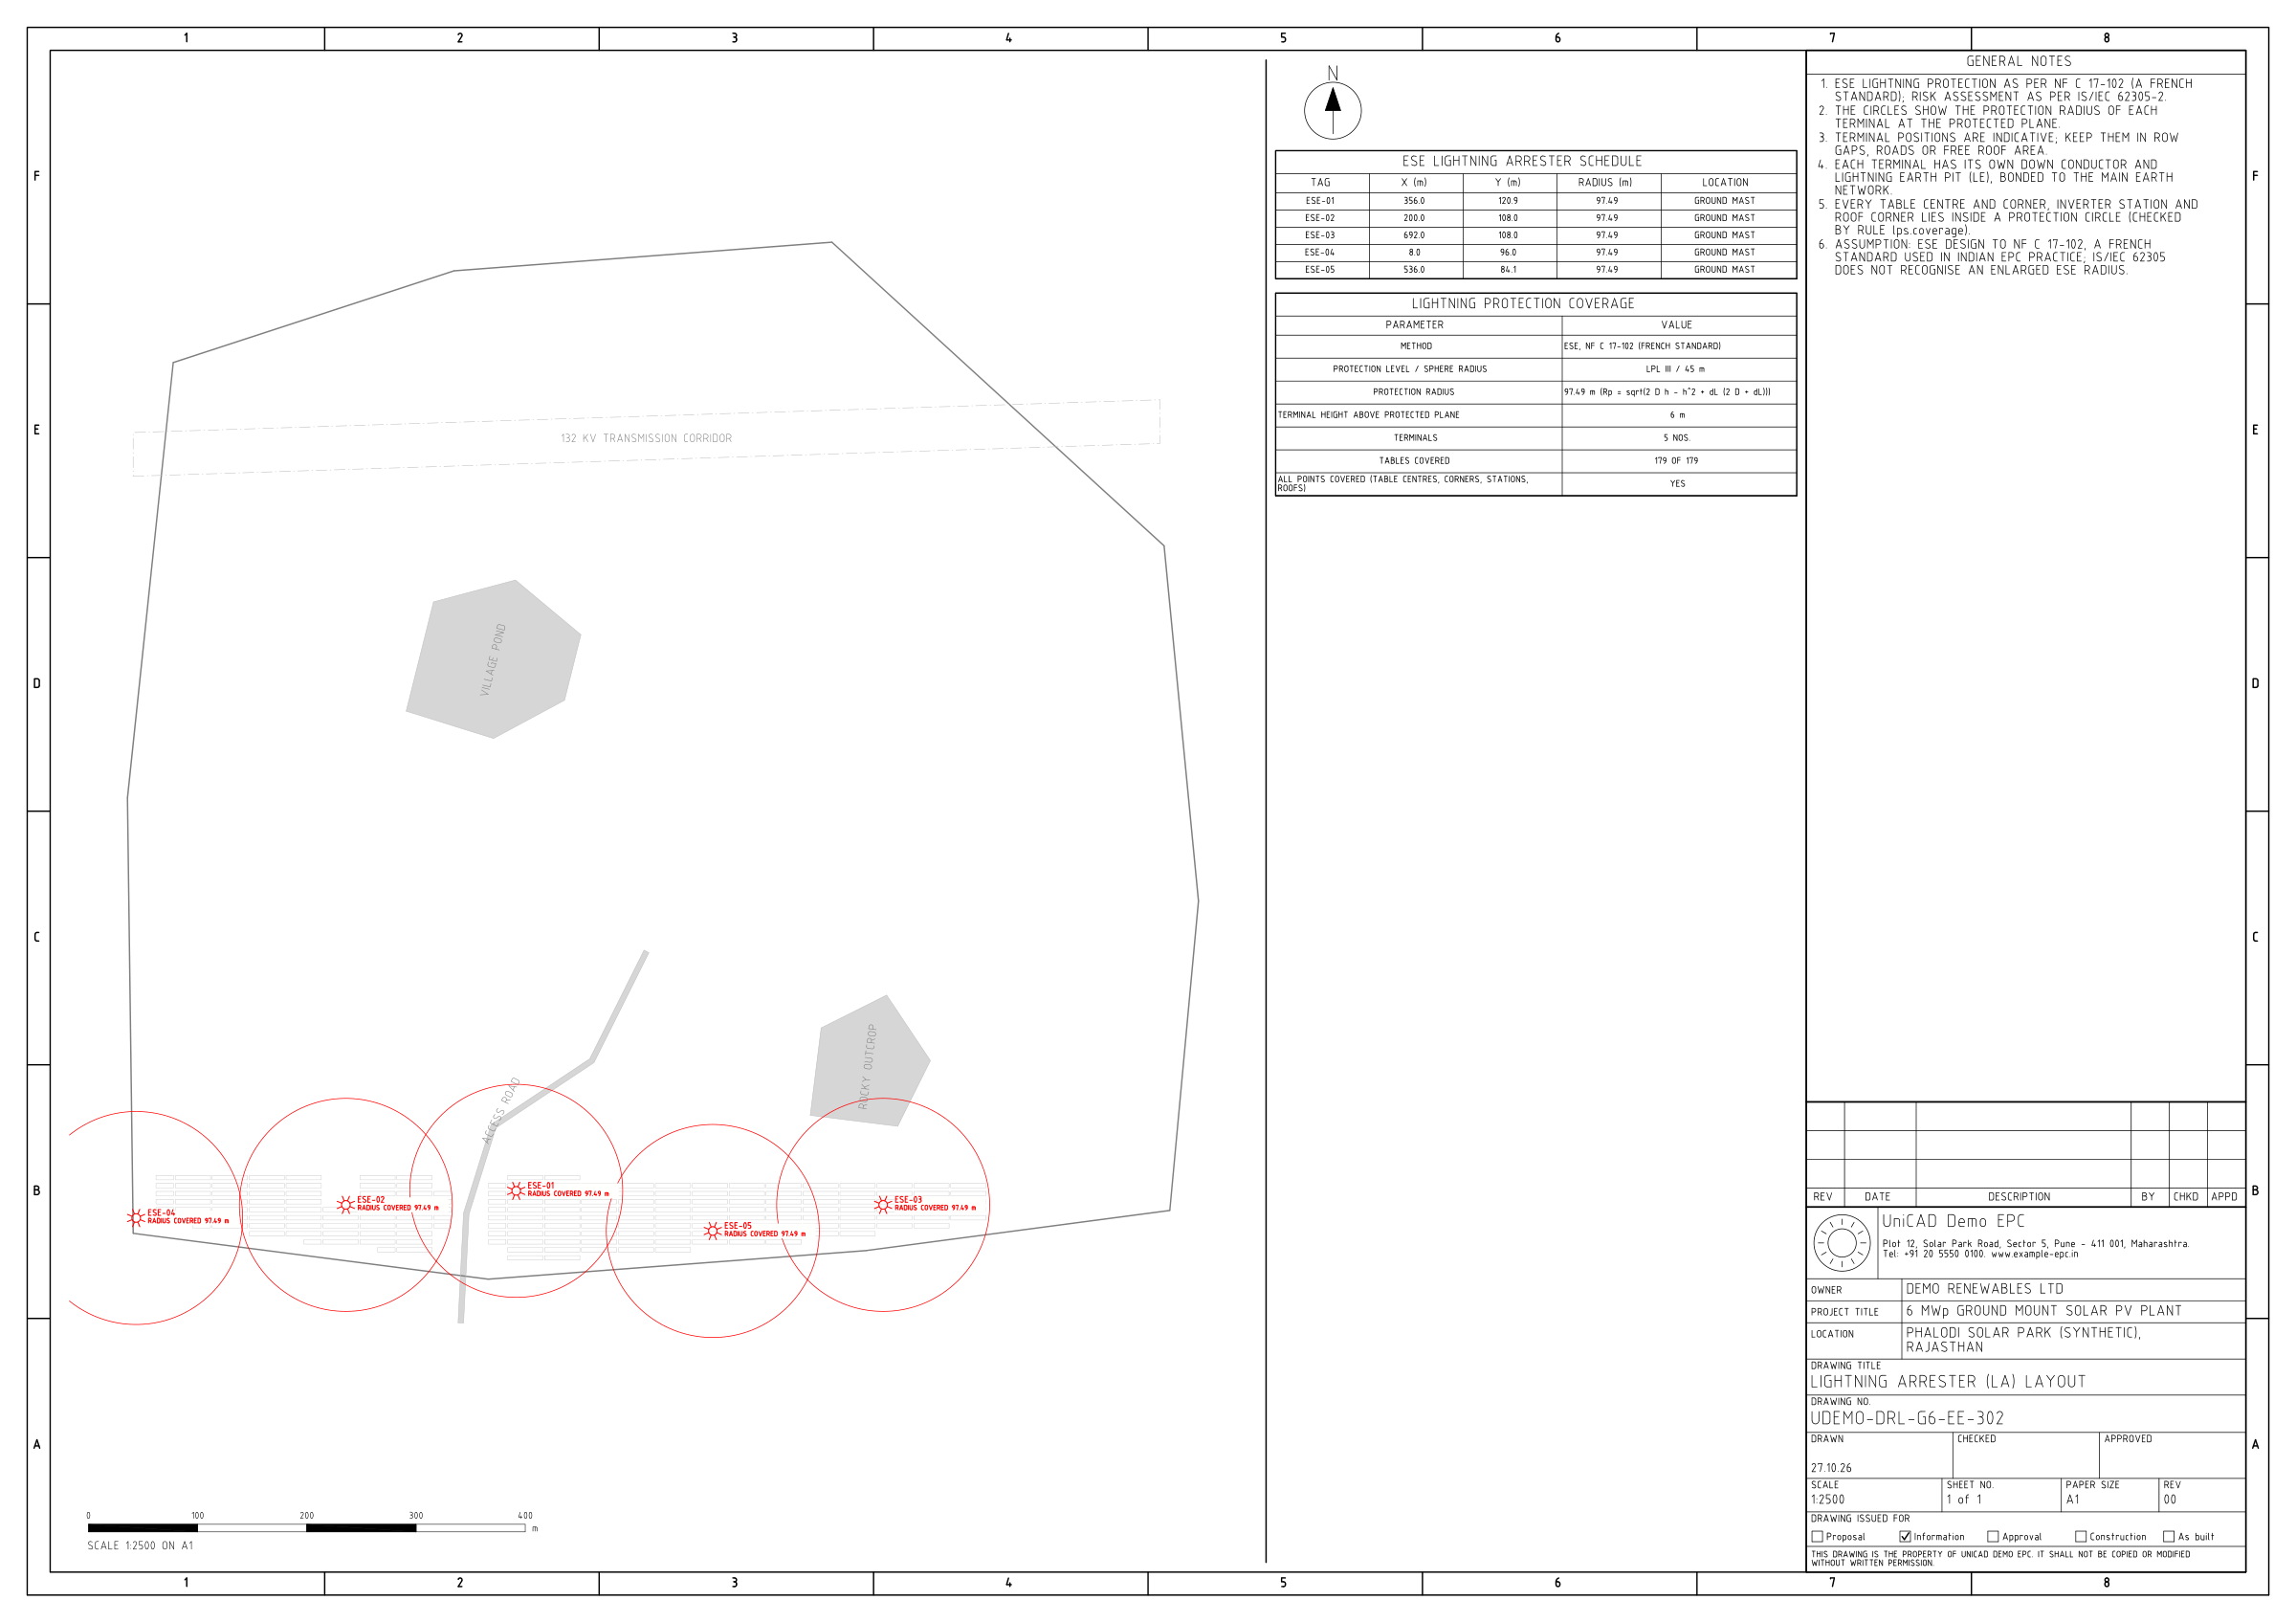 1 2 3 4 5 6 7 8
F
E
D
C
B
A
132 KV TRANSMISSION CORRIDOR
VILLAGE POND
ROCKY OUTCROP
ACCESS ROAD
ESE-01
RADIUS COVERED 97.49 m
ESE-02
RADIUS COVERED 97.49 m
ESE-03
RADIUS COVERED 97.49 m
ESE-04
RADIUS COVERED 97.49 m
ESE-05
RADIUS COVERED 97.49 m
0 100 200 300 400
m
SCALE 1:2500 ON A1
N
ESE LIGHTNING ARRESTER SCHEDULE
TAG X (m) Y (m) RADIUS (m) LOCATION
ESE-01 356.0 120.9 97.49 GROUND MAST
ESE-02 200.0 108.0 97.49 GROUND MAST
ESE-03 692.0 108.0 97.49 GROUND MAST
ESE-04 8.0 96.0 97.49 GROUND MAST
ESE-05 536.0 84.1 97.49 GROUND MAST
LIGHTNING PROTECTION COVERAGE
PARAMETER VALUE
METHOD ESE, NF C 17-102 (FRENCH STANDARD)
PROTECTION LEVEL / SPHERE RADIUS LPL III / 45 m
PROTECTION RADIUS 97.49 m (Rp = sqrt(2 D h - h^2 + dL (2 D + dL)))
TERMINAL HEIGHT ABOVE PROTECTED PLANE 6 m
TERMINALS 5 NOS.
TABLES COVERED 179 OF 179
ALL POINTS COVERED (TABLE CENTRES, CORNERS, STATIONS,
ROOFS) YES
GENERAL NOTES
1. ESE LIGHTNING PROTECTION AS PER NF C 17-102 (A FRENCH
STANDARD); RISK ASSESSMENT AS PER IS/IEC 62305-2.
2. THE CIRCLES SHOW THE PROTECTION RADIUS OF EACH
TERMINAL AT THE PROTECTED PLANE.
3. TERMINAL POSITIONS ARE INDICATIVE; KEEP THEM IN ROW
GAPS, ROADS OR FREE ROOF AREA.
4. EACH TERMINAL HAS ITS OWN DOWN CONDUCTOR AND
LIGHTNING EARTH PIT (LE), BONDED TO THE MAIN EARTH
NETWORK.
5. EVERY TABLE CENTRE AND CORNER, INVERTER STATION AND
ROOF CORNER LIES INSIDE A PROTECTION CIRCLE (CHECKED
BY RULE lps.coverage).
6. ASSUMPTION: ESE DESIGN TO NF C 17-102, A FRENCH
STANDARD USED IN INDIAN EPC PRACTICE; IS/IEC 62305
DOES NOT RECOGNISE AN ENLARGED ESE RADIUS.
REV DATE DESCRIPTION BY CHKD APPD
UniCAD Demo EPC
Plot 12, Solar Park Road, Sector 5, Pune - 411 001, Maharashtra.
Tel: +91 20 5550 0100. www.example-epc.in
OWNER DEMO RENEWABLES LTD
PROJECT TITLE 6 MWp GROUND MOUNT SOLAR PV PLANT
LOCATION PHALODI SOLAR PARK (SYNTHETIC),
RAJASTHAN
DRAWING TITLE
LIGHTNING ARRESTER (LA) LAYOUT
DRAWING NO.
UDEMO-DRL-G6-EE-302
DRAWN CHECKED APPROVED
27.10.26
SCALE SHEET NO. PAPER SIZE REV
1:2500 1 of 1 A1 00
DRAWING ISSUED FOR
Proposal Information Approval Construction As built
THIS DRAWING IS THE PROPERTY OF UNICAD DEMO EPC. IT SHALL NOT BE COPIED OR MODIFIED
WITHOUT WRITTEN PERMISSION.
F
E
D
C
B
A
1 2 3 4 5 6 7 8